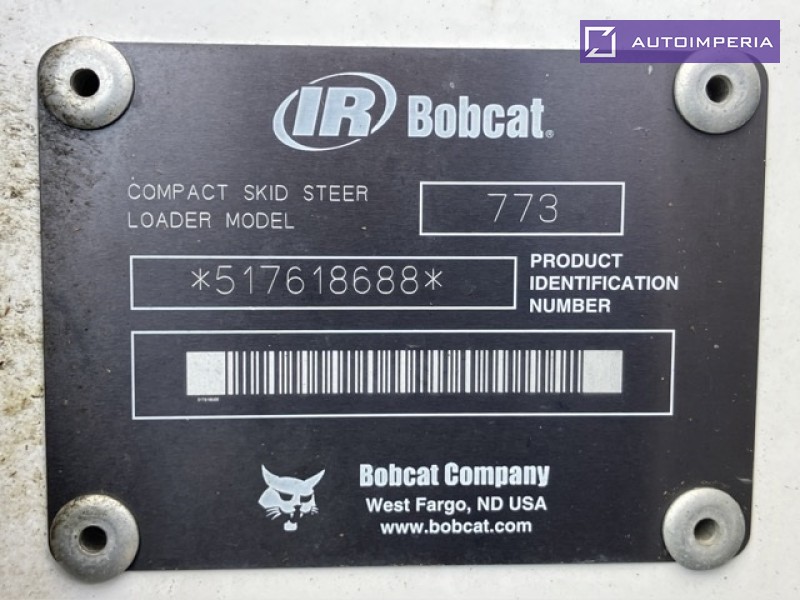 AUTOIMPERIA
IR Bobcat®
COMPACT SKID STEER
LOADER MODEL
773
*517618688*
PRODUCT
IDENTIFICATION
NUMBER
Bobcat Company
West Fargo, ND USA
www.bobcat.com